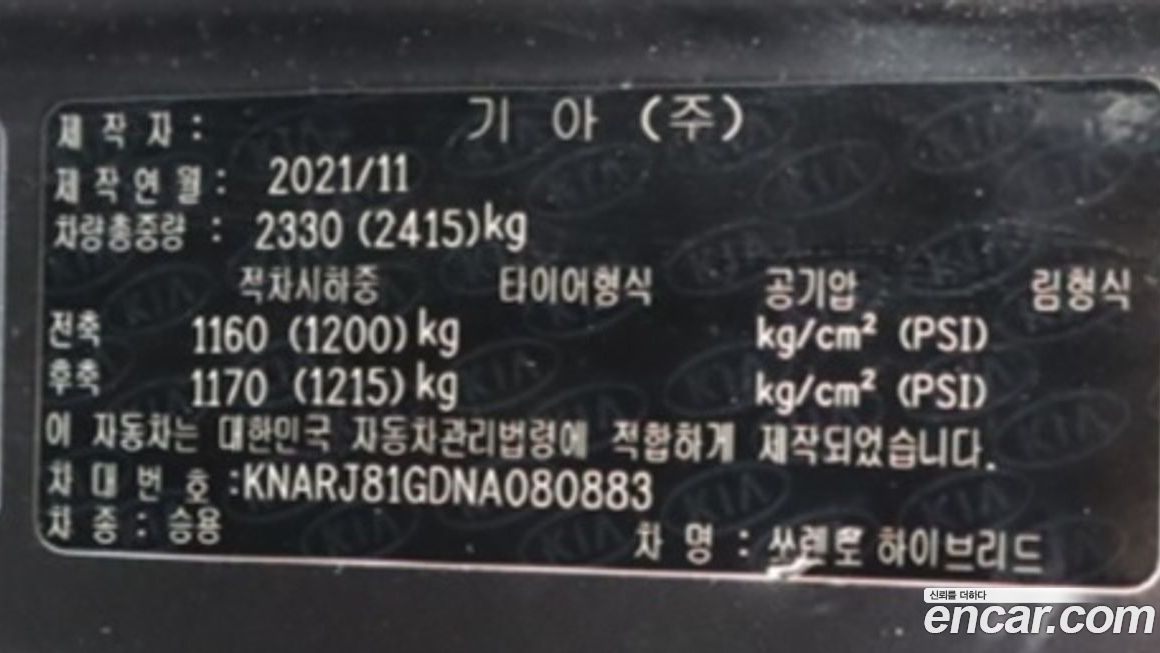 제작자 : 기아 (주)
제작연월 : 2021/11
차량총중량 : 2330 (2415)kg
적차시하중 타이어형식 공기압 림형식
전축 1160 (1200)kg kg/cm² (PSI)
후축 1170 (1215)kg kg/cm² (PSI)
이 자동차는 대한민국 자동차관리법령에 적합하게 제작되었습니다.
차대번호 :KNARJ81GDNA080883
차종 : 승용 차명 : 쏘렌토 하이브리드
신뢰를 더하다
encar.com